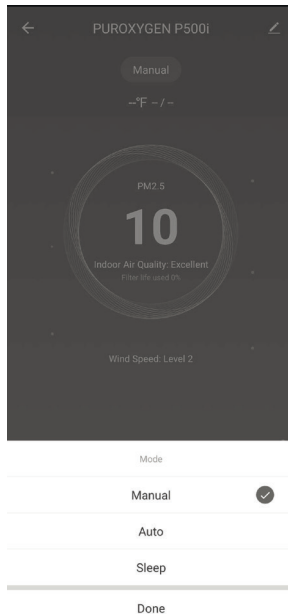 PUROXYGEN P500i
Manual
--°F -- / --
PM2.5
10
Indoor Air Quality: Excellent
Filter life used 0%
Wind Speed: Level 2
Mode
Manual
Auto
Sleep
Done